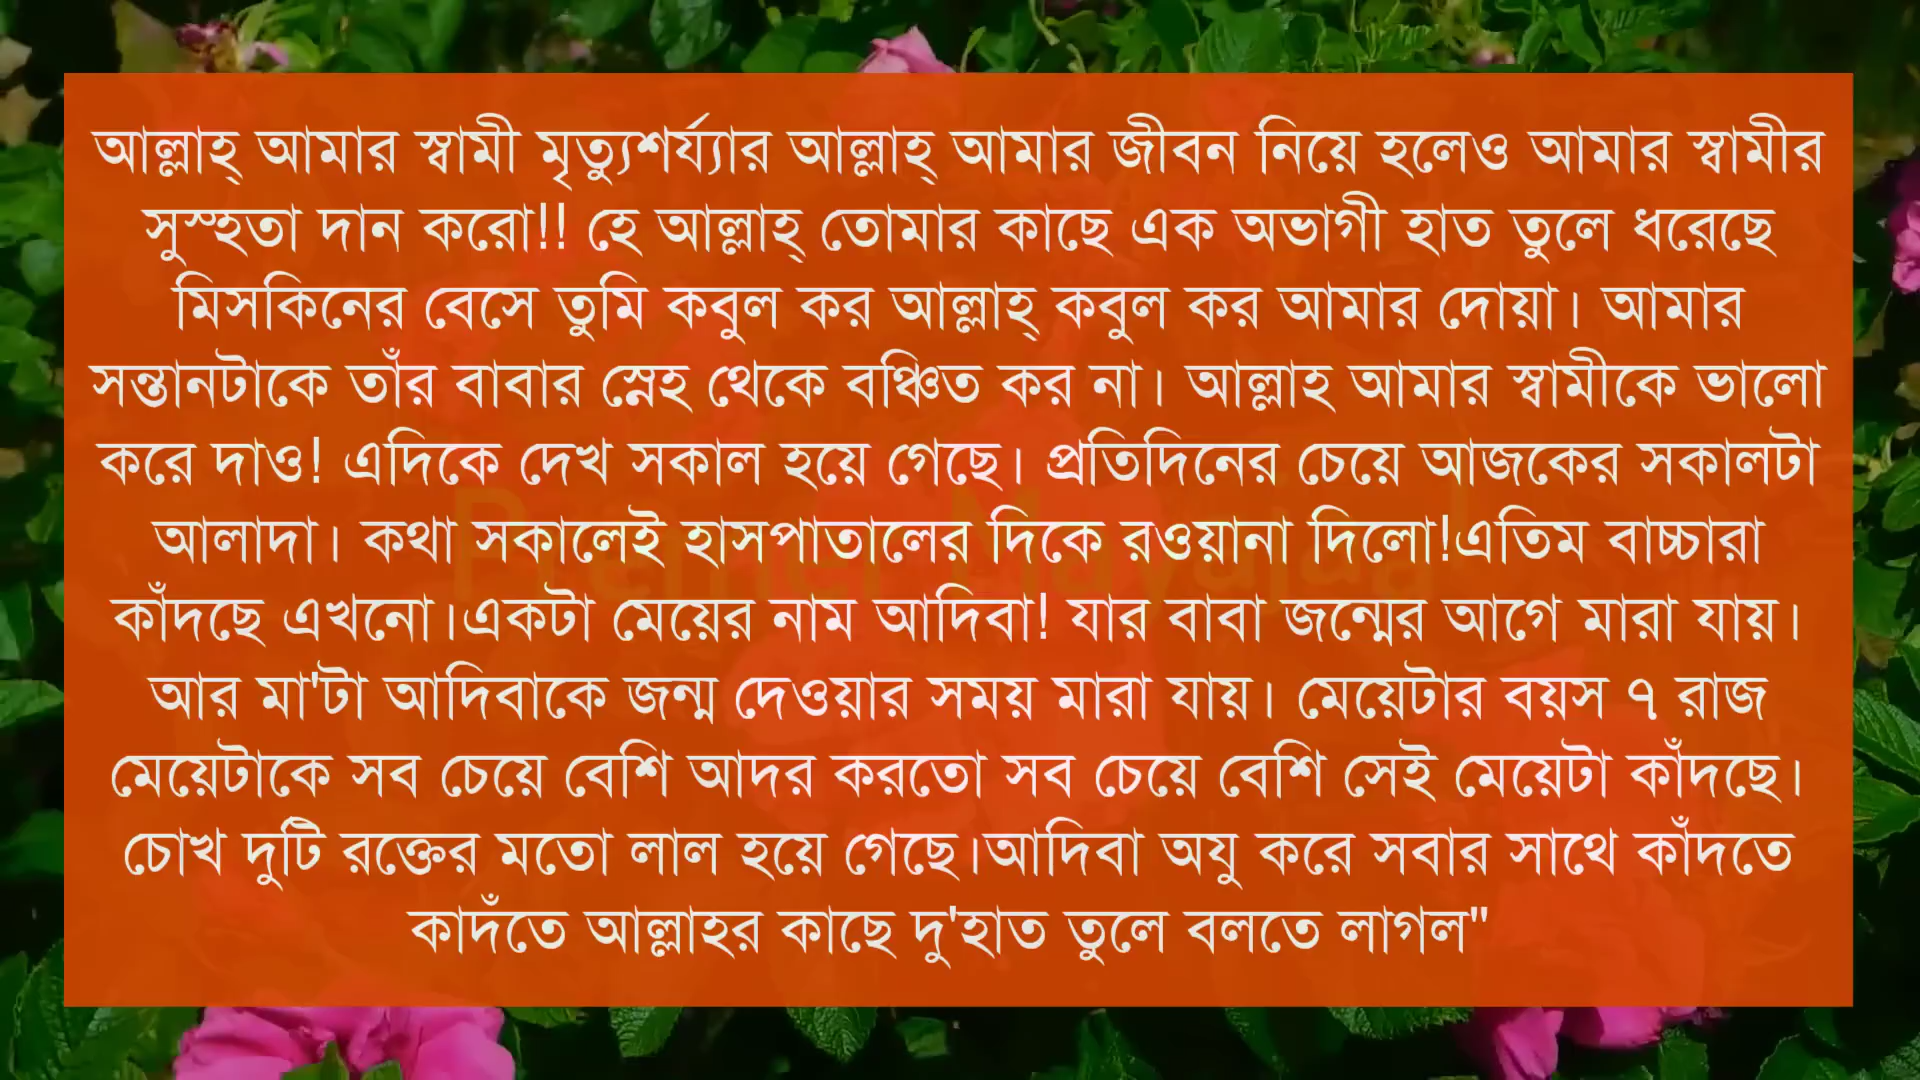 আল্লাহ্ আমার স্বামী মৃত্যুশর্য্যার আল্লাহ্ আমার জীবন নিয়ে হলেও আমার স্বামীর
সুস্হতা দান করো!! হে আল্লাহ্ তোমার কাছে এক অভাগী হাত তুলে ধরেছে
মিসকিনের বেসে তুমি কবুল কর আল্লাহ্ কবুল কর আমার দোয়া। আমার
সন্তানটাকে তাঁর বাবার স্নেহ থেকে বঞ্চিত কর না। আল্লাহ আমার স্বামীকে ভালো
করে দাও! এদিকে দেখ সকাল হয়ে গেছে। প্রতিদিনের চেয়ে আজকের সকালটা
আলাদা। কথা সকালেই হাসপাতালের দিকে রওয়ানা দিলো!এতিম বাচ্চারা
কাঁদছে এখনো।একটা মেয়ের নাম আদিবা! যার বাবা জন্মের আগে মারা যায়।
আর মা'টা আদিবাকে জন্ম দেওয়ার সময় মারা যায়। মেয়েটার বয়স ৭ রাজ
মেয়েটাকে সব চেয়ে বেশি আদর করতো সব চেয়ে বেশি সেই মেয়েটা কাঁদছে।
চোখ দুটি রক্তের মতো লাল হয়ে গেছে।আদিবা অযু করে সবার সাথে কাঁদতে
কাদঁতে আল্লাহর কাছে দু'হাত তুলে বলতে লাগল"